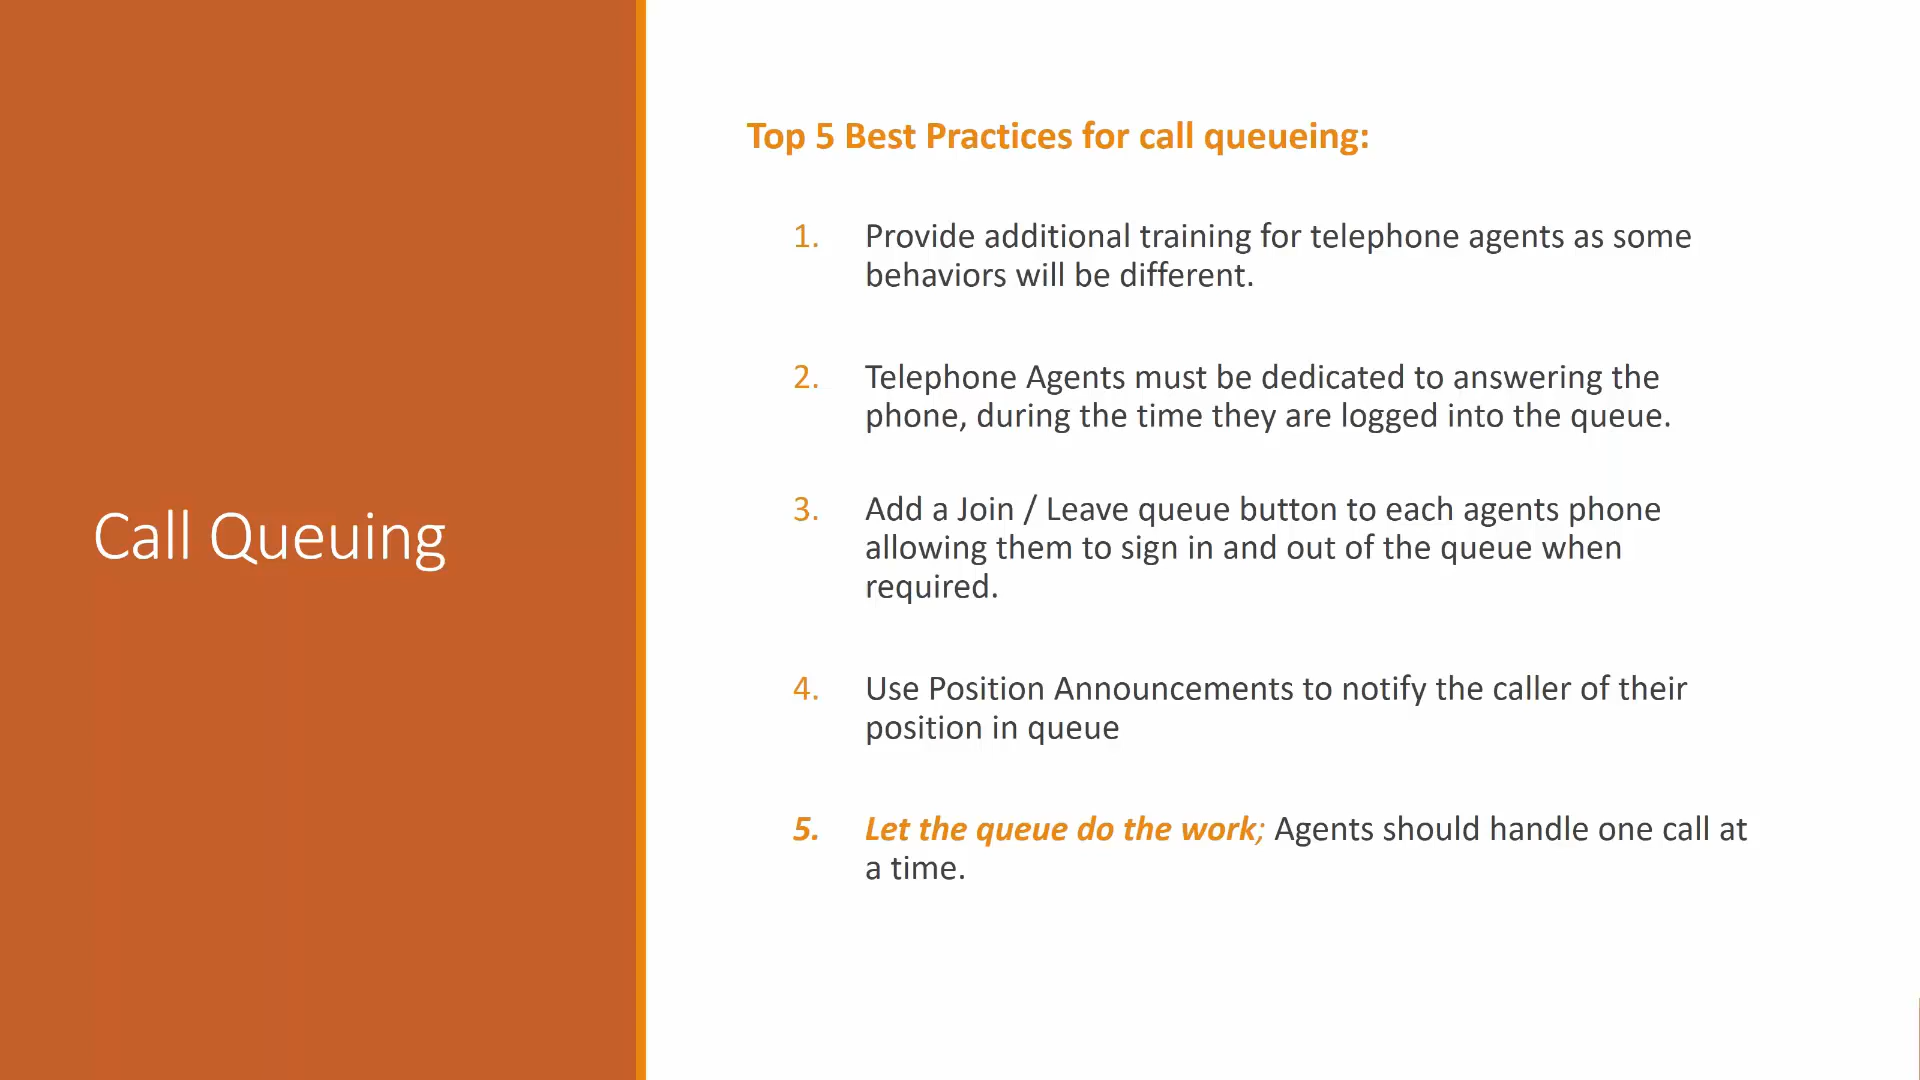 Call Queuing
Top 5 Best Practices for call queueing:
1. Provide additional training for telephone agents as some
behaviors will be different.
2. Telephone Agents must be dedicated to answering the
phone, during the time they are logged into the queue.
3. Add a Join / Leave queue button to each agents phone
allowing them to sign in and out of the queue when
required.
4. Use Position Announcements to notify the caller of their
position in queue
5. Let the queue do the work; Agents should handle one call at
a time.